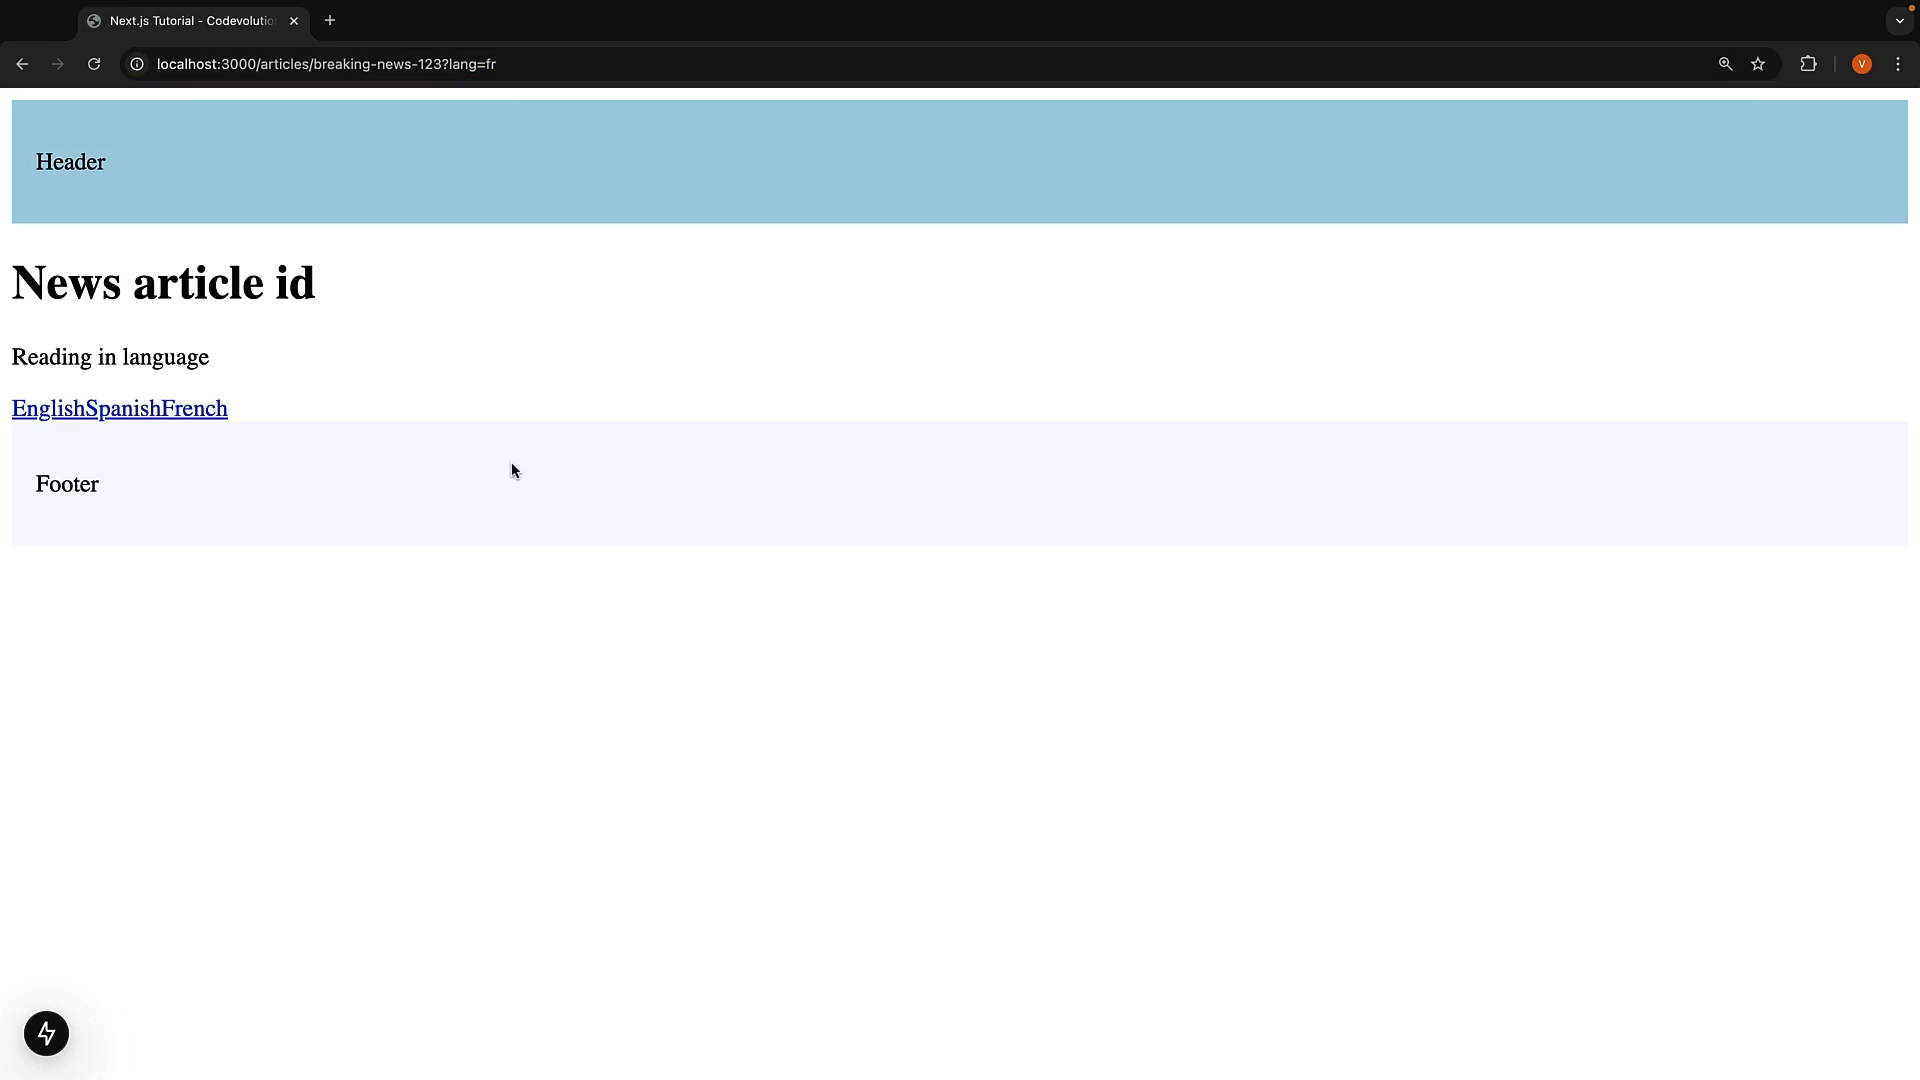 Next.js Tutorial - Codevolutio
localhost:3000/articles/breaking-news-123?lang=fr
V
Header
News article id
Reading in language
EnglishSpanishFrench
Footer